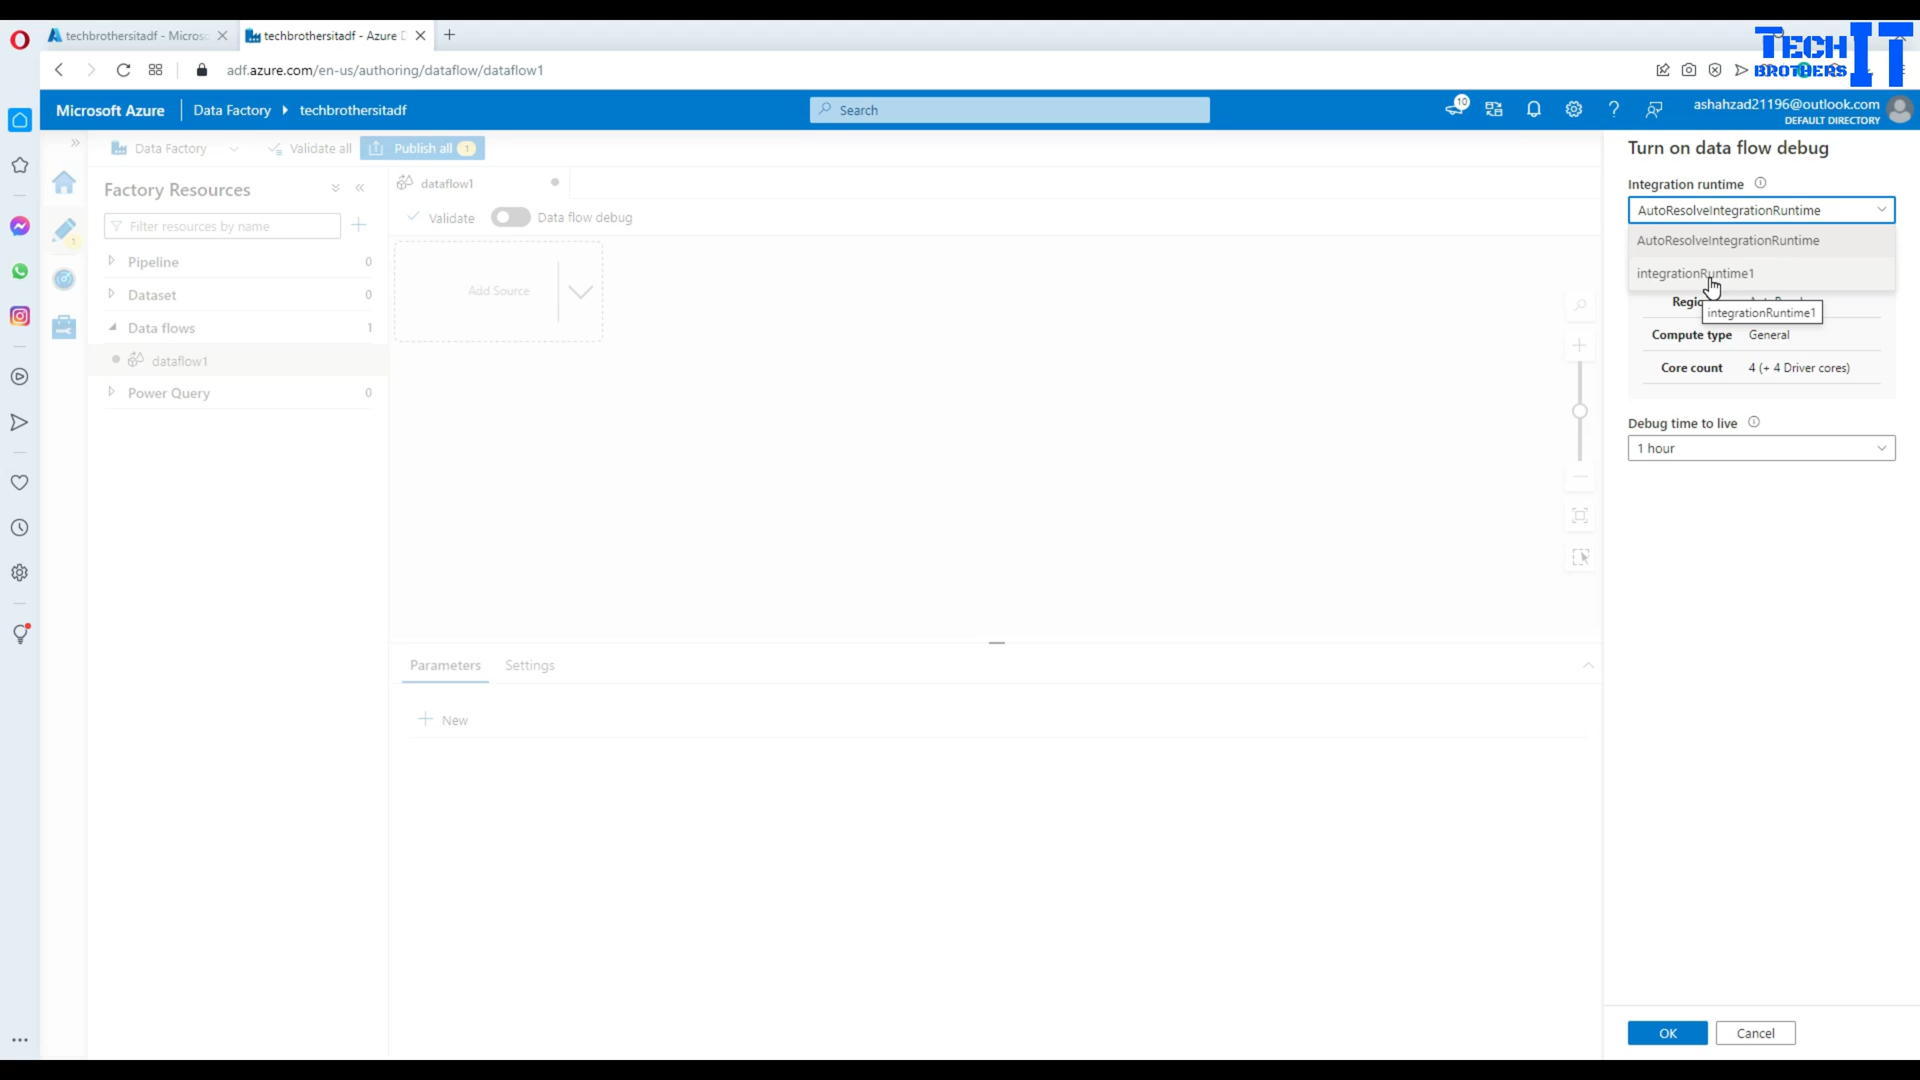 techbrothersitadf - Micros
techbrothersitadf - Azure D
adf.azure.com/en-us/authoring/dataflow/dataflow1
TECH IT
BROTHERS
Microsoft Azure
Data Factory
techbrothersitadf
Search
10
ashahzad21196@outlook.com
DEFAULT DIRECTORY
Data Factory
Validate all
Publish all 1
Factory Resources
Filter resources by name
1
Pipeline 0
Dataset 0
Data flows 1
dataflow1
Power Query 0
dataflow1
Validate
Data flow debug
Add Source
Parameters
Settings
New
Turn on data flow debug
Integration runtime
AutoResolveIntegrationRuntime
AutoResolveIntegrationRuntime
integrationRuntime1
integrationRuntime1
Compute type General
Core count 4 (+ 4 Driver cores)
Debug time to live
1 hour
OK
Cancel